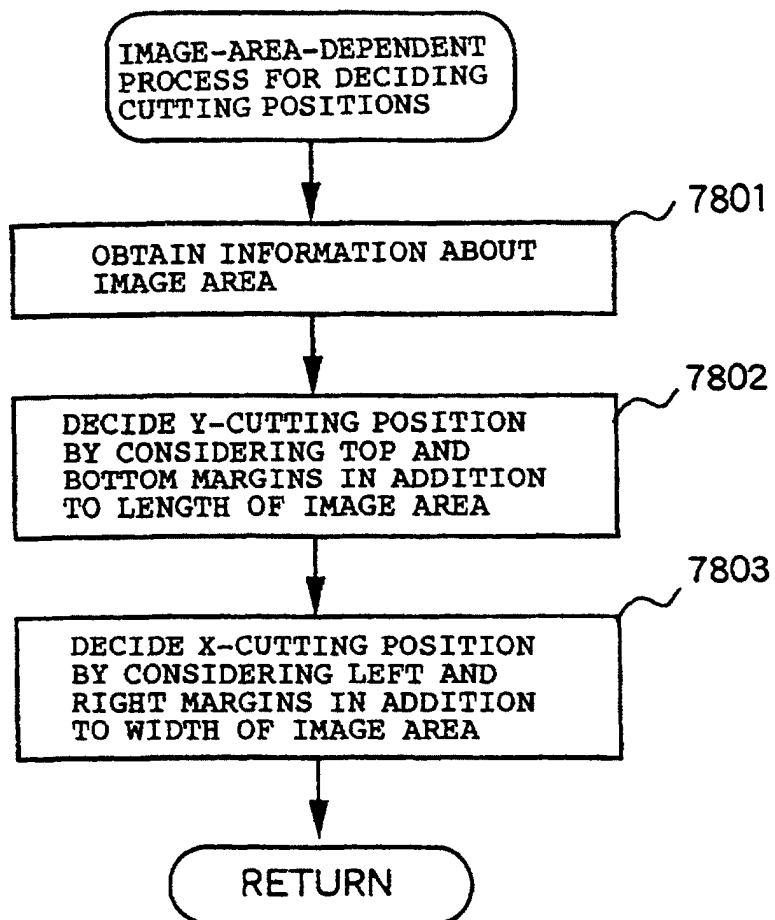 IMAGE-AREA-DEPENDENT
PROCESS FOR DECIDING
CUTTING POSITIONS
7801
OBTAIN INFORMATION ABOUT
IMAGE AREA
7802
DECIDE Y-CUTTING POSITION
BY CONSIDERING TOP AND
BOTTOM MARGINS IN ADDITION
TO LENGTH OF IMAGE AREA
7803
DECIDE X-CUTTING POSITION
BY CONSIDERING LEFT AND
RIGHT MARGINS IN ADDITION
TO WIDTH OF IMAGE AREA
RETURN